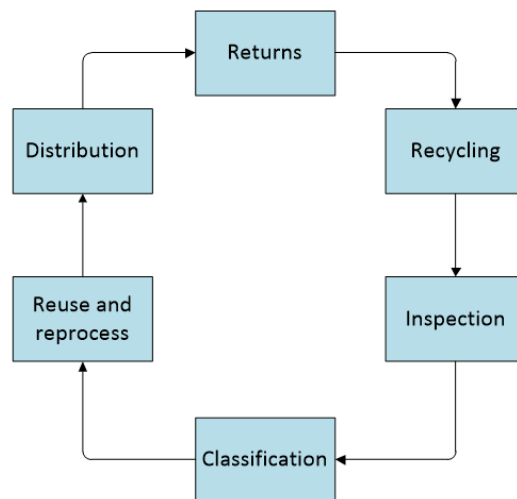 Returns
Recycling
Inspection
Classification
Reuse and
reprocess
Distribution